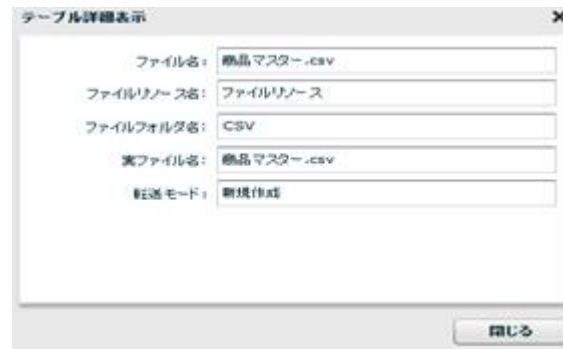 テーブル詳細表示
ファイル名: 商品マスター.csv
ファイルリソース名: ファイルリソース
ファイルフォルダ名: CSV
実ファイル名: 商品マスター.csv
転送モード: 新規作成
閉じる